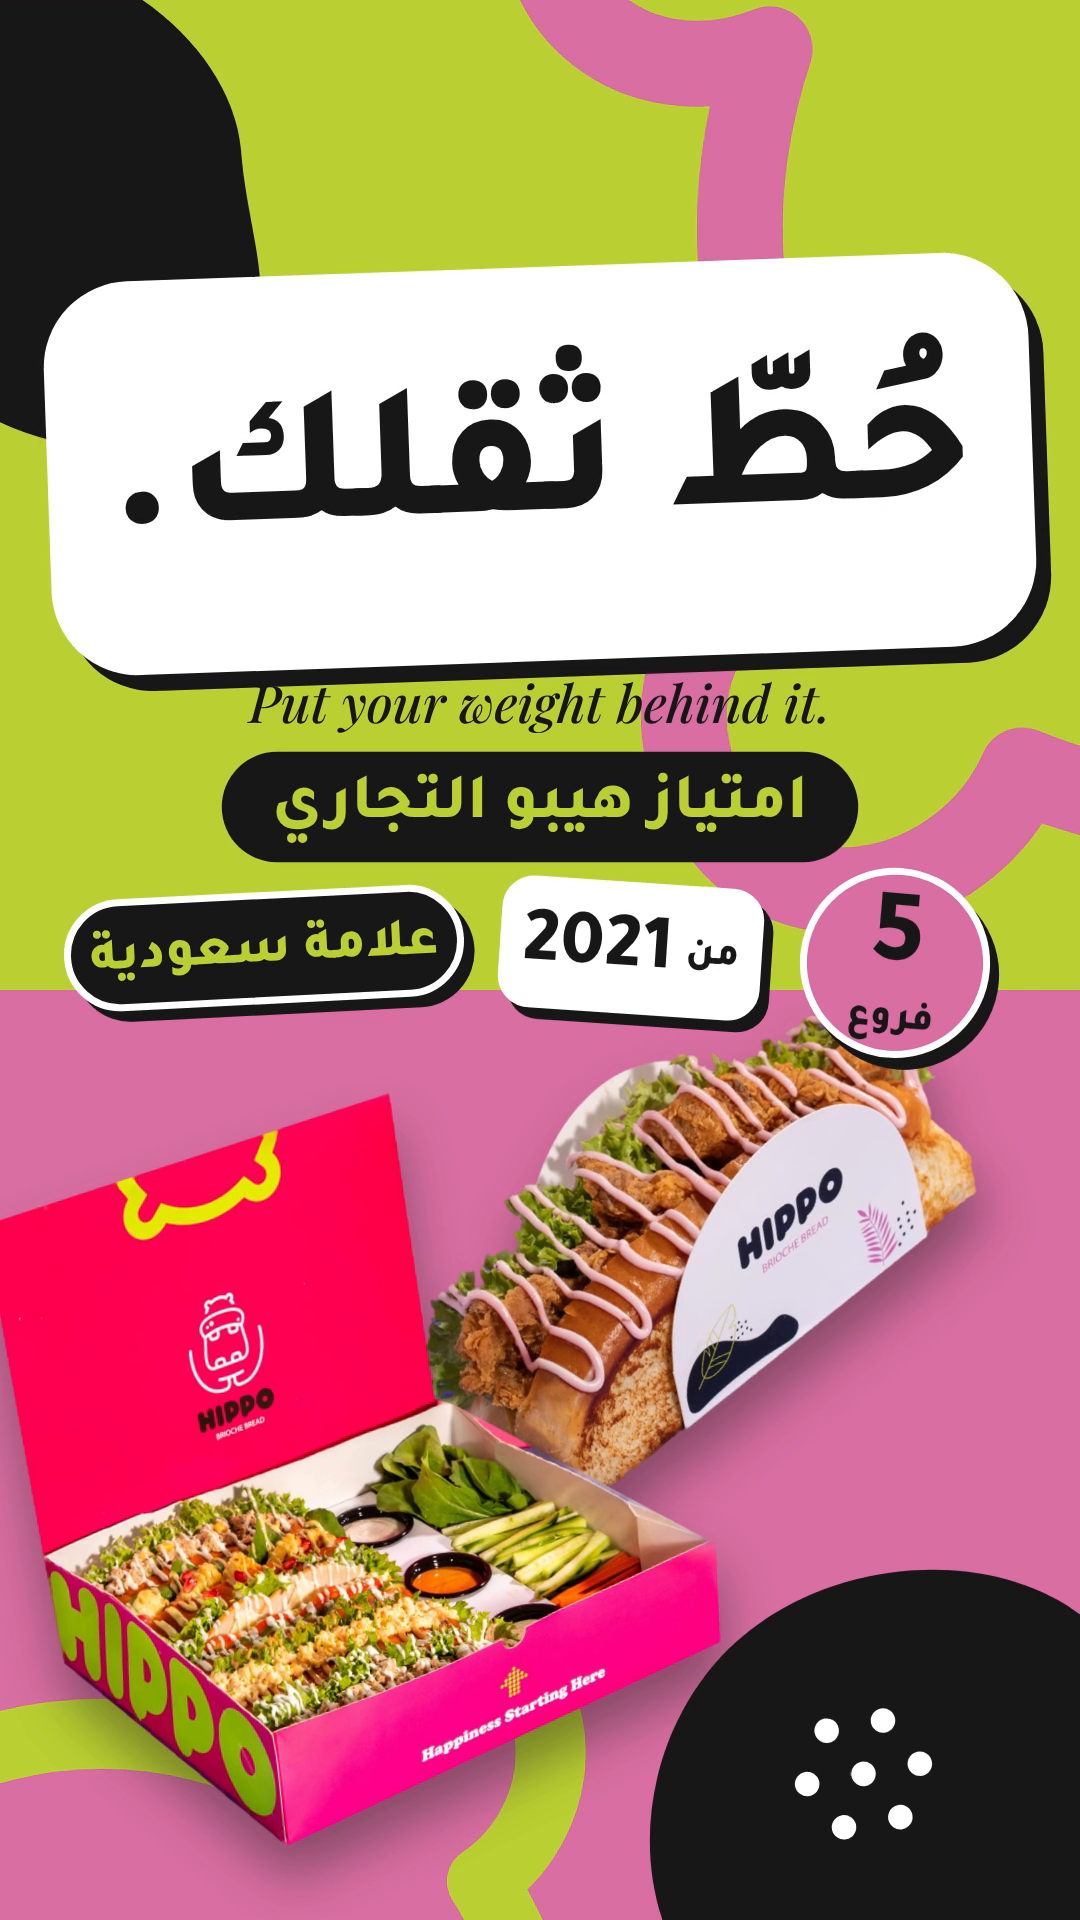 حُطّ ثقلك.
Put your weight behind it.
امتياز هيبو التجاري
5
فروع
من 2021
علامة سعودية
HIPPO
BRIOCHE BREAD
HIPPO
BRIOCHE BREAD
HIPPO
Happiness Starting Here